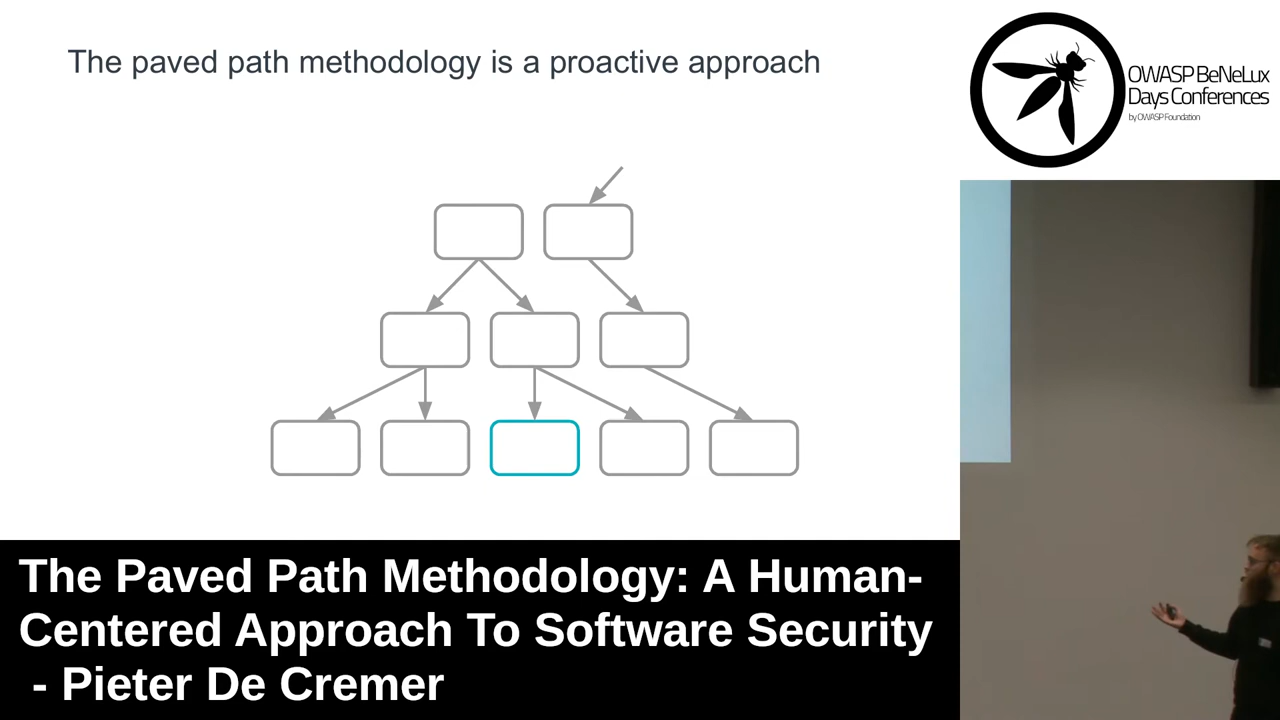 The paved path methodology is a proactive approach
OWASP BeNeLux
Days Conferences
by OWASP Foundation
The Paved Path Methodology: A Human-
Centered Approach To Software Security
- Pieter De Cremer